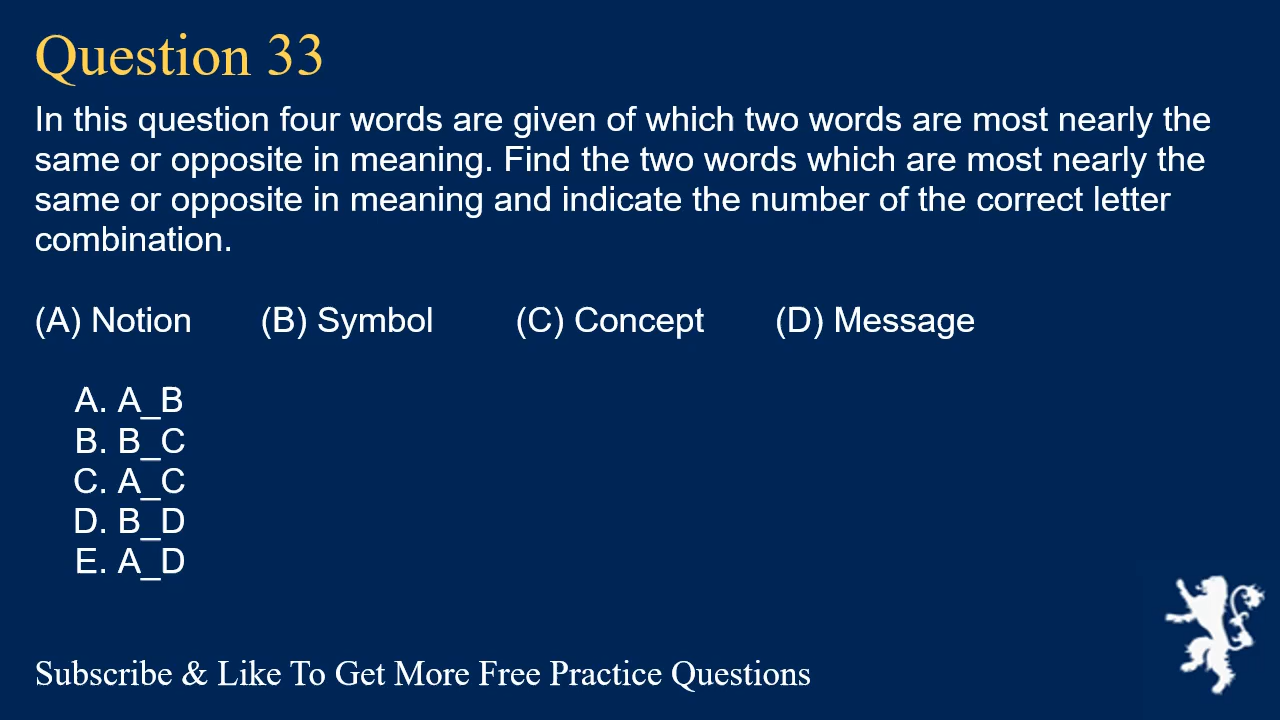 Question 33
In this question four words are given of which two words are most nearly the
same or opposite in meaning. Find the two words which are most nearly the
same or opposite in meaning and indicate the number of the correct letter
combination.
(A) Notion (B) Symbol (C) Concept (D) Message
A. A_B
B. B_C
C. A_C
D. B_D
E. A_D
Subscribe & Like To Get More Free Practice Questions